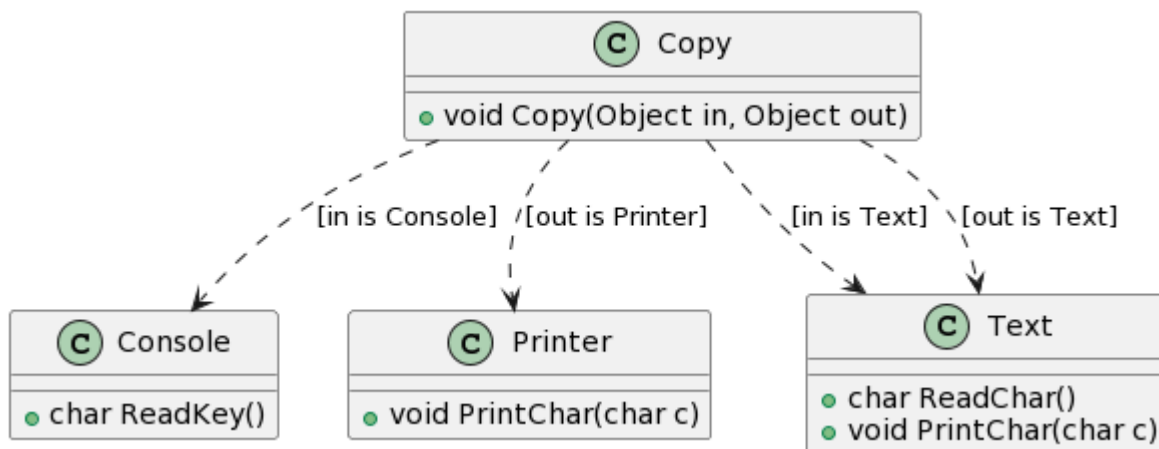 C Copy
void Copy(Object in, Object out)
[in is Console] [out is Printer] [in is Text] [out is Text]
C Console
char ReadKey()
C Printer
void PrintChar(char c)
C Text
char ReadChar()
void PrintChar(char c)